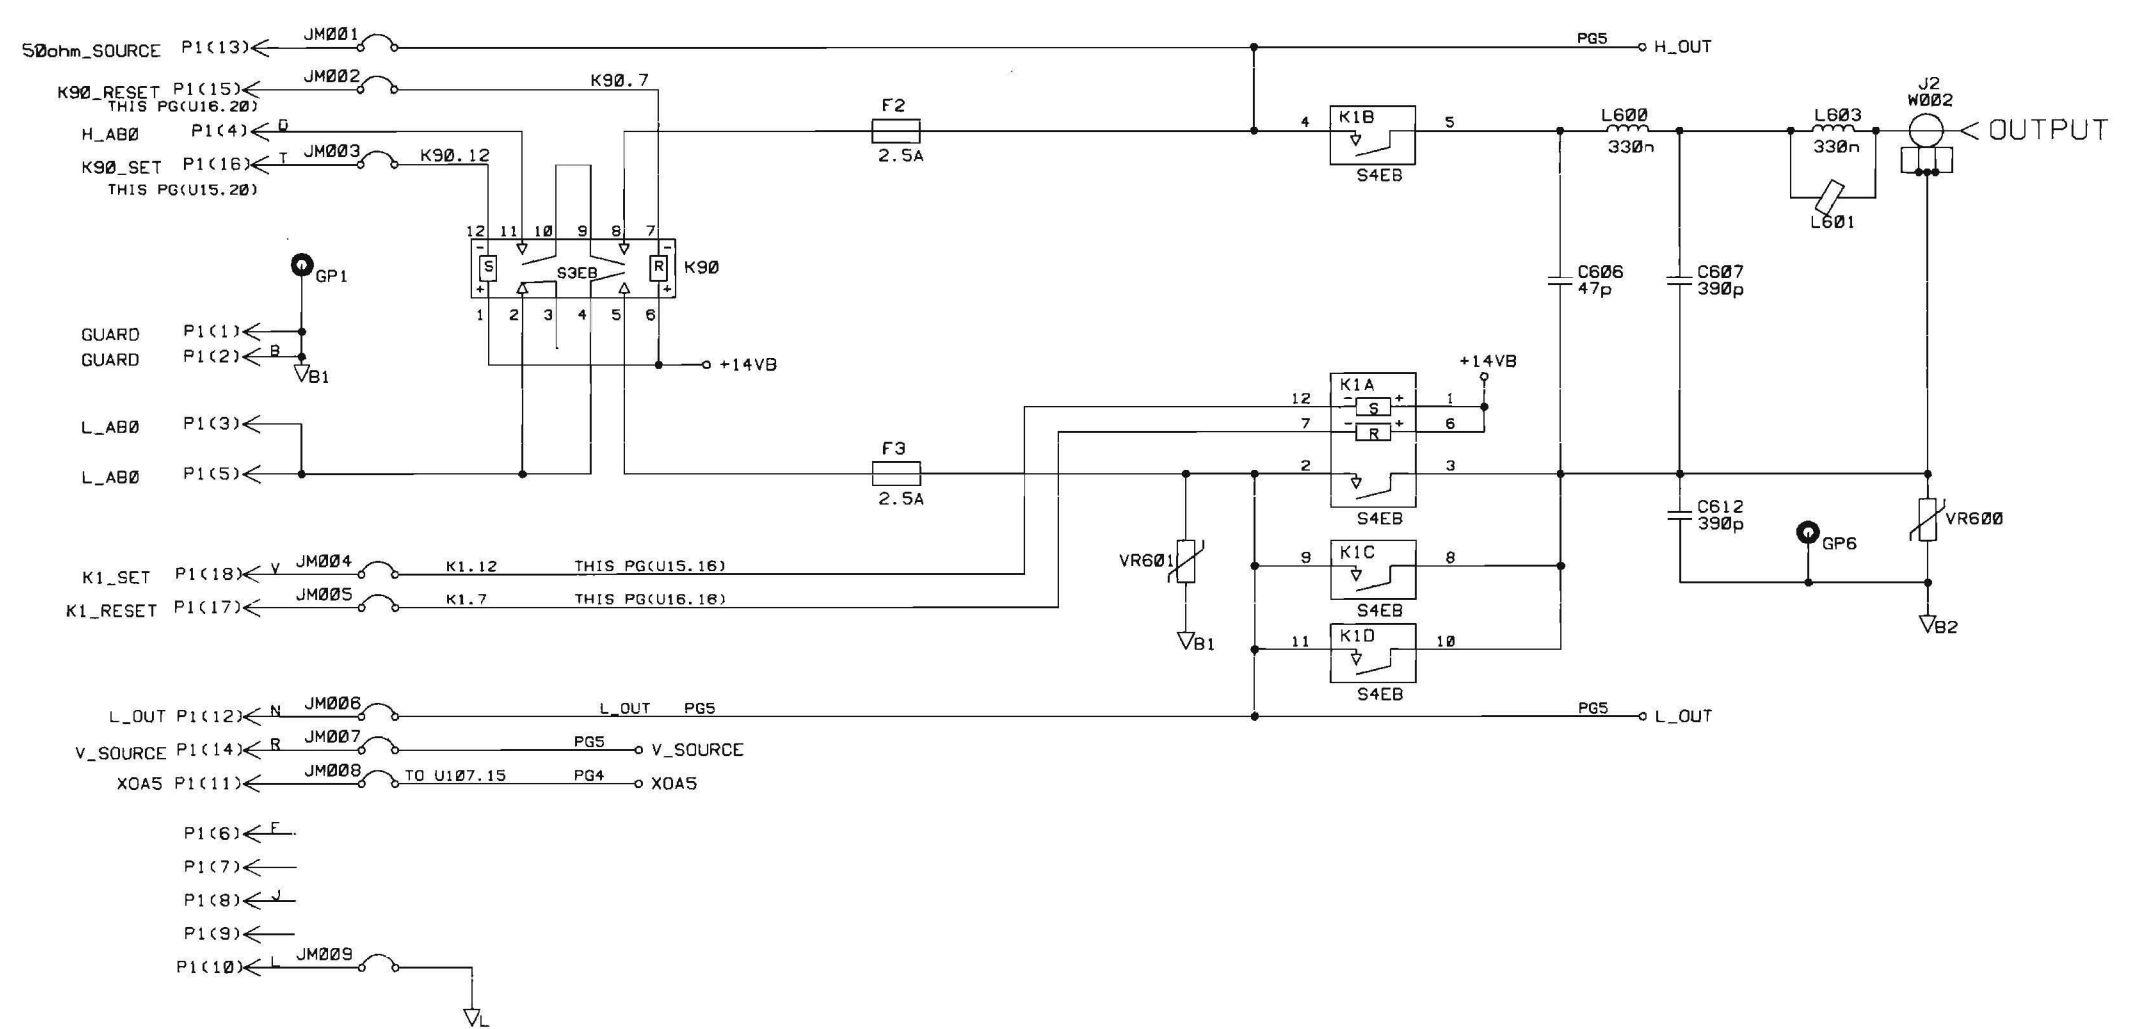 JM001
50ohm_SOURCE P1(13) PG5 H_OUT
JM002 K90.7
K90_RESET P1(15)
THIS PG(U16.20)
J2
W002
F2 K1B L600 L603
H_AB0 P1(4) D 4 5 OUTPUT
2.5A 330n 330n
JM003 K90.12
K90_SET P1(16) T S4EB
THIS PG(U15.20)
L601
12 11 10 9 8 7
- -
S S3EB R K90
+ +
GP1 C606 C607
47p 390p
1 2 3 4 5 6
GUARD P1(1)
GUARD P1(2) B
B1 +14VB +14VB
K1A
12 - S + 1
7 - R + 6
L_AB0 P1(3)
F3
L_AB0 P1(5) 2 3
2.5A
S4EB
C612
390p
VR600
GP6
JM004 VR601 9 K1C 8
K1_SET P1(18) V K1.12 THIS PG(U15.16)
JM005
K1_RESET P1(17) K1.7 THIS PG(U16.16)
S4EB
B1 11 K1D 10 B2
S4EB
JM006
L_OUT P1(12) N L_OUT PG5 PG5 L_OUT
JM007
V_SOURCE P1(14) R PG5 V_SOURCE
JM008
XOA5 P1(11) TO U107.15 PG4 XOA5
P1(6) F
P1(7)
P1(8) J
P1(9)
JM009
P1(10) L
L